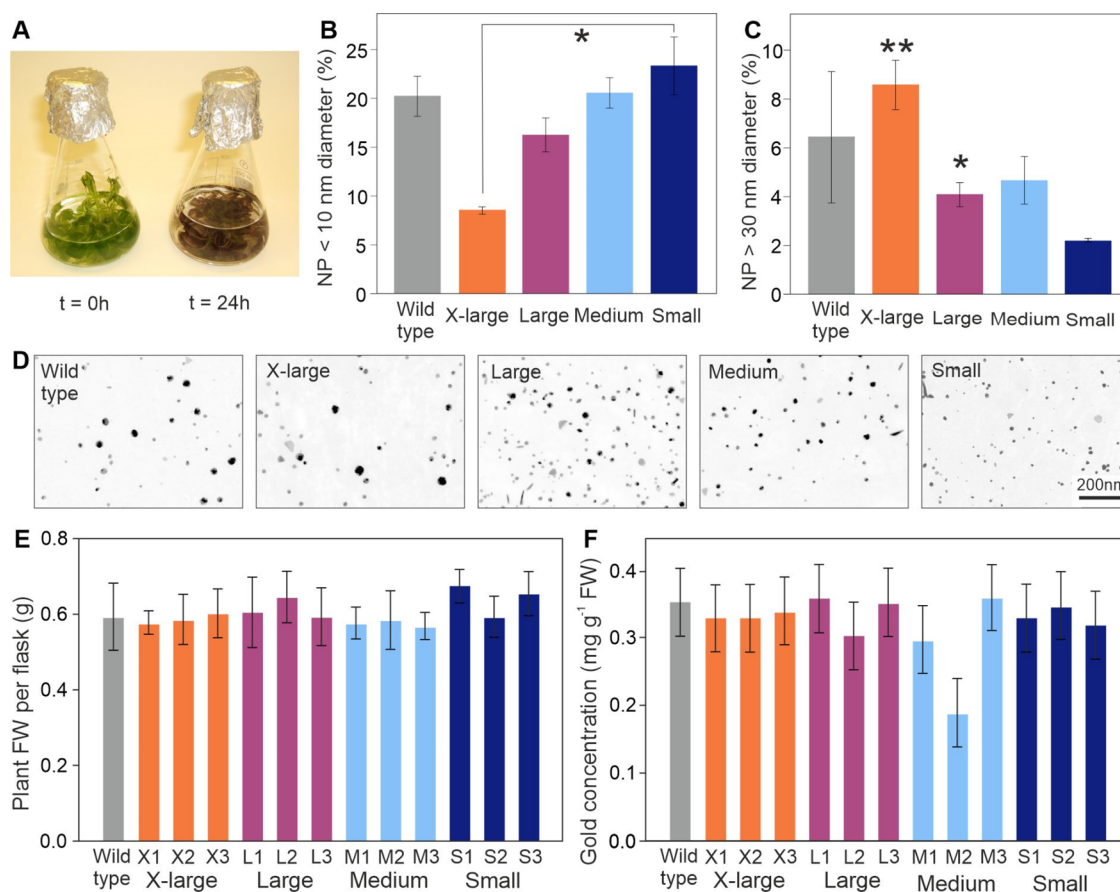 A
t = 0h
t = 24h
B
NP < 10 nm diameter (%)
25
20
15
10
5
0
*
Wild type
X-large
Large
Medium
Small
C
NP > 30 nm diameter (%)
10
8
6
4
2
0
**
*
Wild type
X-large
Large
Medium
Small
D
Wild type
X-large
Large
Medium
Small
200nm
E
Plant FW per flask (g)
0.8
0.6
0.4
0.2
0.0
Wild type
X1 X2 X3
L1 L2 L3
M1 M2 M3
S1 S2 S3
X-large
Large
Medium
Small
F
Gold concentration (mg g⁻¹ FW)
0.4
0.3
0.2
0.1
0.0
Wild type
X1 X2 X3
L1 L2 L3
M1 M2 M3
S1 S2 S3
X-large
Large
Medium
Small